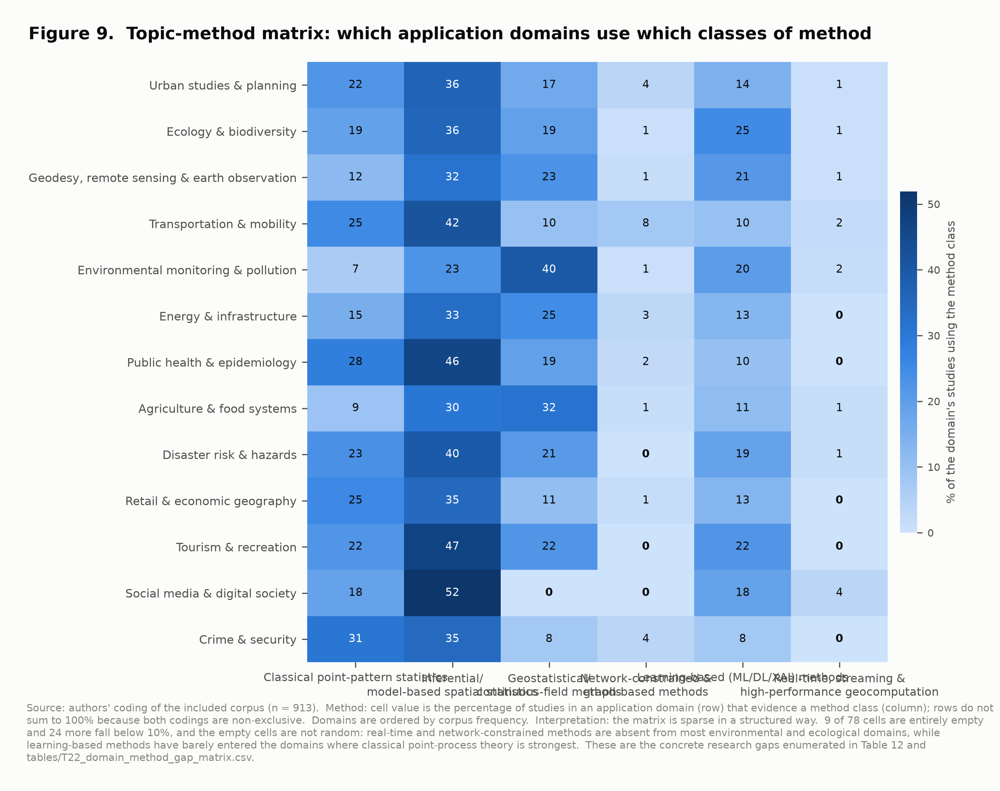 Figure 9.  Topic-method matrix: which application domains use which classes of method
Urban studies & planning 22 36 17 4 14 1
Ecology & biodiversity 19 36 19 1 25 1
Geodesy, remote sensing & earth observation 12 32 23 1 21 1
Transportation & mobility 25 42 10 8 10 2
Environmental monitoring & pollution 7 23 40 1 20 2
Energy & infrastructure 15 33 25 3 13 0
Public health & epidemiology 28 46 19 2 10 0
Agriculture & food systems 9 30 32 1 11 1
Disaster risk & hazards 23 40 21 0 19 1
Retail & economic geography 25 35 11 1 13 0
Tourism & recreation 22 47 22 0 22 0
Social media & digital society 18 52 0 0 18 4
Crime & security 31 35 8 4 8 0
50
40
30
20
10
0
% of the domain's studies using the method class
Classical point-pattern statistics
Inferential/
model-based spatial statistics
Geostatistical/
continuous-field methods
Network-constrained &
graph-based methods
Learning-based (ML/DL/XAI) methods
Real-time, streaming &
high-performance geocomputation
Source: authors' coding of the included corpus (n = 913).  Method: cell value is the percentage of studies in an application domain (row) that evidence a method class (column); rows do not
sum to 100% because both codings are non-exclusive.  Domains are ordered by corpus frequency.  Interpretation: the matrix is sparse in a structured way.  9 of 78 cells are entirely empty
and 24 more fall below 10%, and the empty cells are not random: real-time and network-constrained methods are absent from most environmental and ecological domains, while
learning-based methods have barely entered the domains where classical point-process theory is strongest.  These are the concrete research gaps enumerated in Table 12 and
tables/T22_domain_method_gap_matrix.csv.